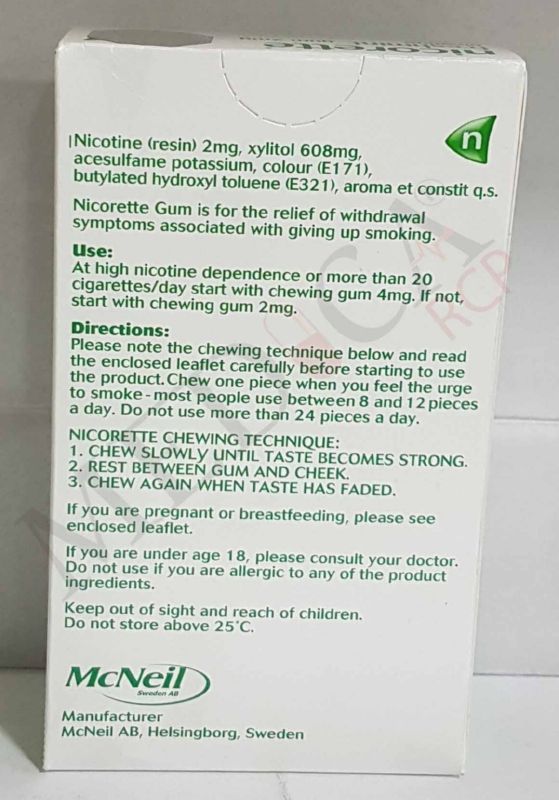 nicorette
n
Nicotine (resin) 2mg, xylitol 608mg,
acesulfame potassium, colour (E171),
butylated hydroxyl toluene (E321), aroma et constit q.s.
Nicorette Gum is for the relief of withdrawal
symptoms associated with giving up smoking.
Use:
At high nicotine dependence or more than 20
cigarettes/day start with chewing gum 4mg. If not,
start with chewing gum 2mg.
Directions:
Please note the chewing technique below and read
the enclosed leaflet carefully before starting to use
the product. Chew one piece when you feel the urge
to smoke - most people use between 8 and 12 pieces
a day. Do not use more than 24 pieces a day.
NICORETTE CHEWING TECHNIQUE:
1. CHEW SLOWLY UNTIL TASTE BECOMES STRONG.
2. REST BETWEEN GUM AND CHEEK.
3. CHEW AGAIN WHEN TASTE HAS FADED.
If you are pregnant or breastfeeding, please see
enclosed leaflet.
If you are under age 18, please consult your doctor.
Do not use if you are allergic to any of the product
ingredients.
Keep out of sight and reach of children.
Do not store above 25°C.
McNeil
Sweden AB
Manufacturer
McNeil AB, Helsingborg, Sweden
MEDICA®
RCP